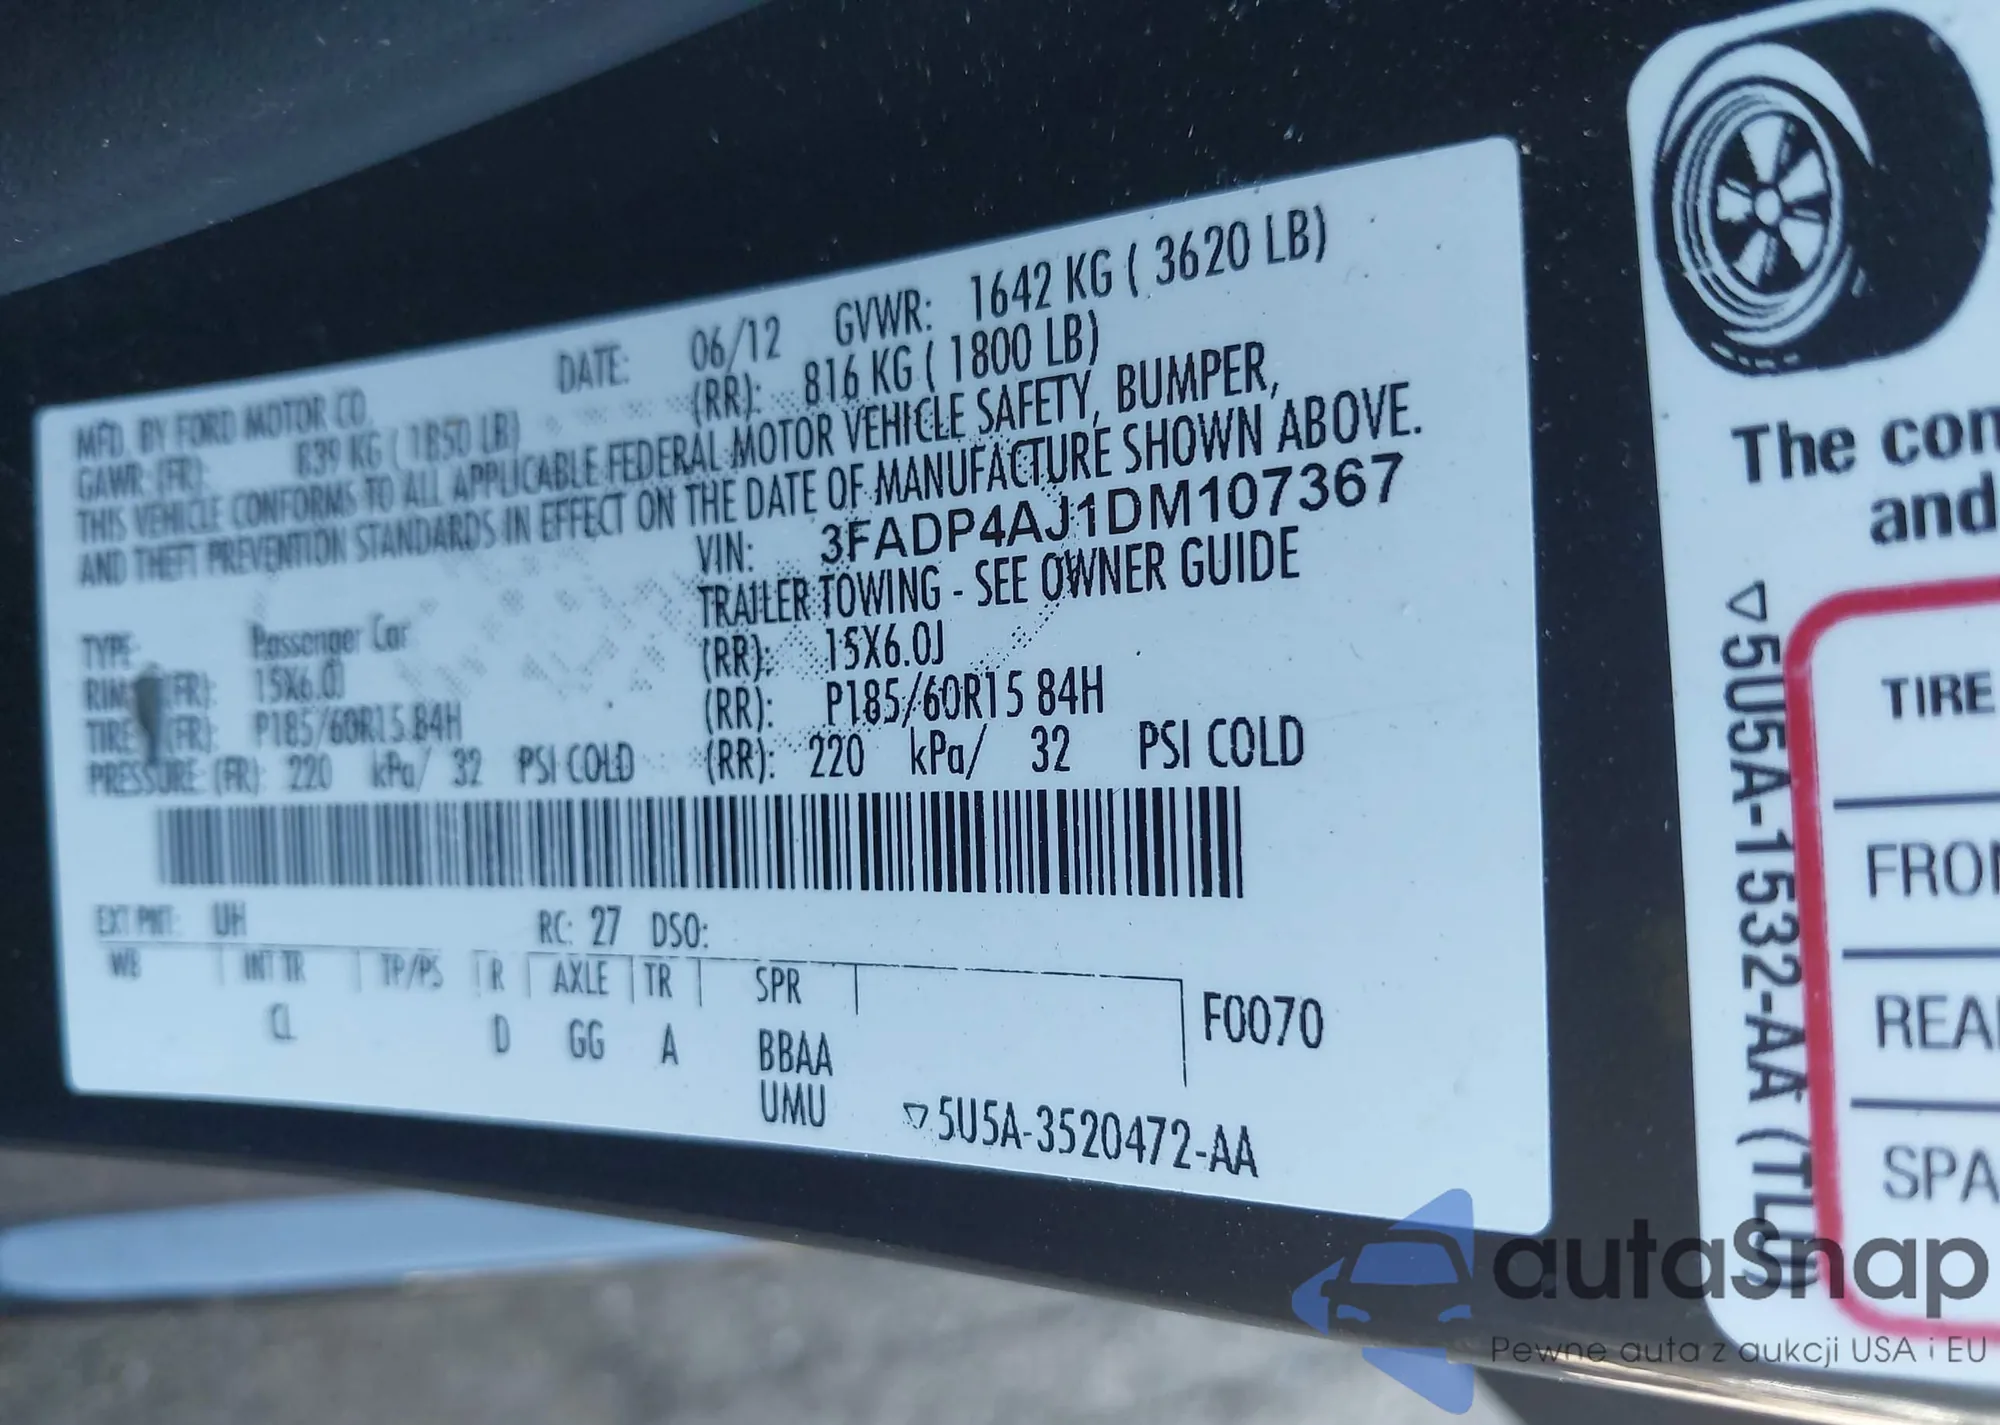 MFD. BY FORD MOTOR CO. DATE: 06/12 GVWR: 1642 KG ( 3620 LB)
GAWR: (FR): 839 KG ( 1850 LB) (RR): 816 KG ( 1800 LB)
THIS VEHICLE CONFORMS TO ALL APPLICABLE FEDERAL MOTOR VEHICLE SAFETY, BUMPER,
AND THEFT PREVENTION STANDARDS IN EFFECT ON THE DATE OF MANUFACTURE SHOWN ABOVE.
VIN: 3FADP4AJ1DM107367
TYPE: Passenger Car TRAILER TOWING - SEE OWNER GUIDE
RIM (FR): 15X6.0J (RR): 15X6.0J
TIRE (FR): P185/60R15 84H (RR): P185/60R15 84H
PRESSURE: (FR): 220 kPa/ 32 PSI COLD (RR): 220 kPa/ 32 PSI COLD
EXT PNT: UH RC: 27 DSO:
WB INT TR TP/PS R AXLE TR SPR
F0070
CL D GG A BBAA
UMU ▽5U5A-3520472-AA
The con
and
▽5U5A-1532-AA (TLU
TIRE
FRON
REA
SPA
autaSnap
Pewne auta z aukcji USA i EU